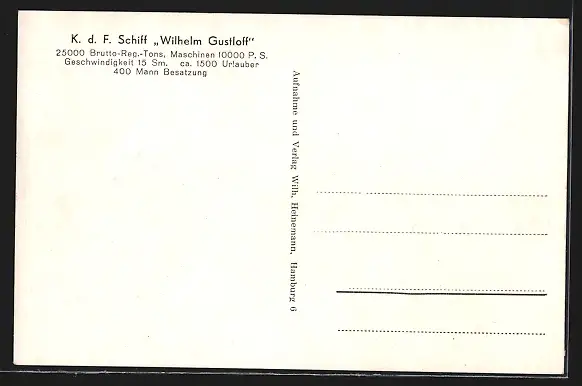 K. d. F. Schiff „Wilhelm Gustloff"
25000 Brutto-Reg.-Tons, Maschinen 10000 P. S.
Geschwindigkeit 15 Sm. ca. 1500 Urlauber
400 Mann Besatzung
Aufnahme und Verlag Wilh. Heinemann, Hamburg 6